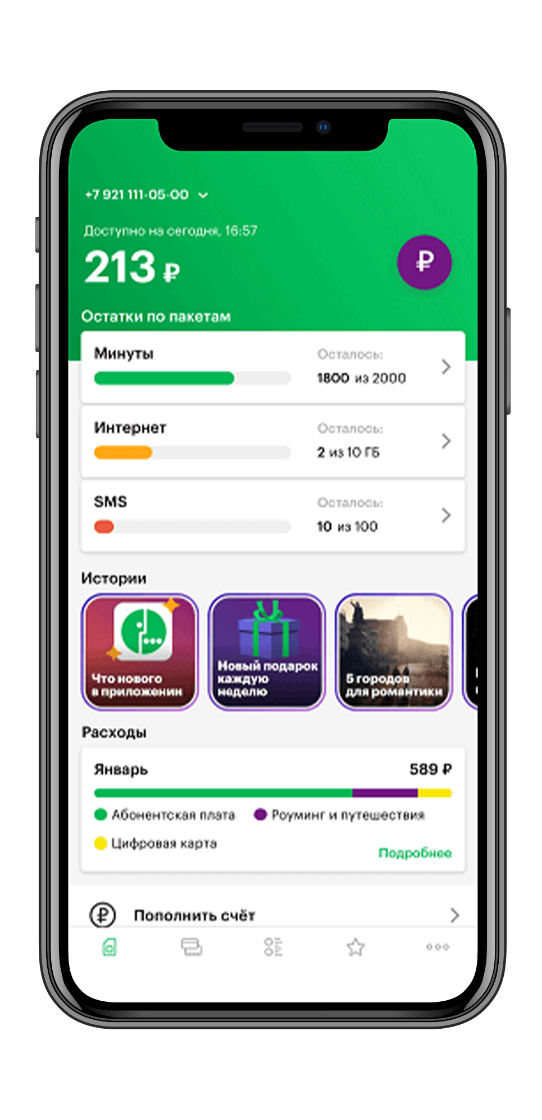 +7 921 111-05-00
Доступно на сегодня, 16:57
213 ₽
₽
Остатки по пакетам
Минуты
Осталось:
1800 из 2000
Интернет
Осталось:
2 из 10 ГБ
SMS
Осталось:
10 из 100
Истории
Что нового
в приложении
Новый подарок
каждую
неделю
5 городов
для романтики
Расходы
Январь
589 ₽
Абонентская плата
Роуминг и путешествия
Цифровая карта
Подробнее
₽
Пополнить счёт